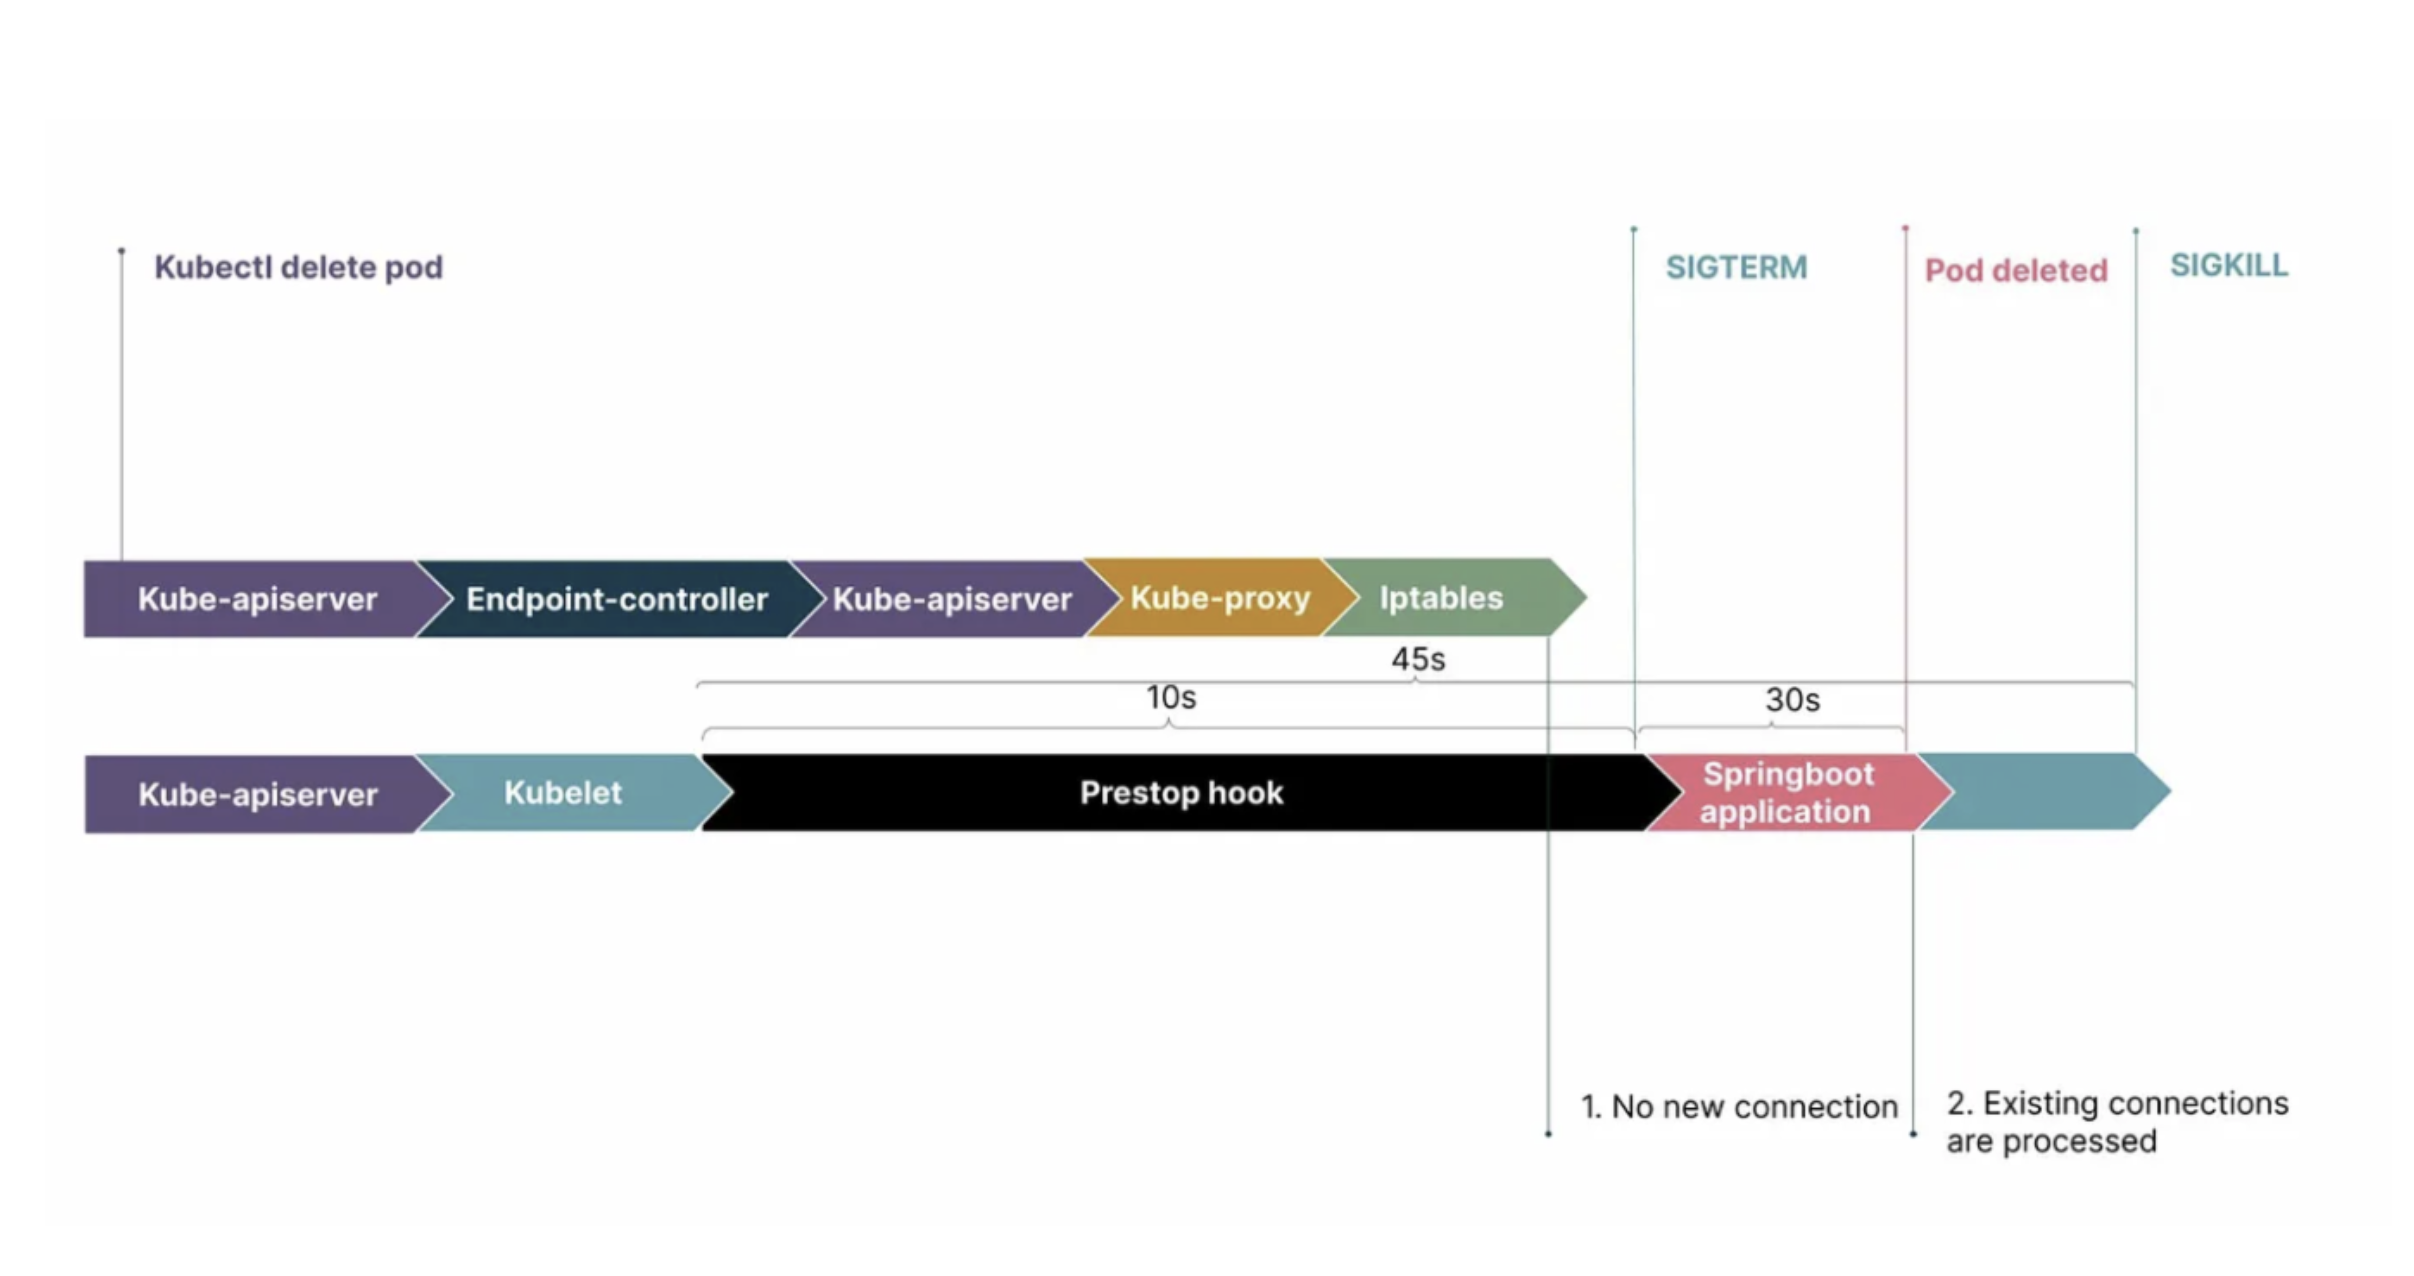 Kubectl delete pod
SIGTERM
Pod deleted
SIGKILL
Kube-apiserver
Endpoint-controller
Kube-apiserver
Kube-proxy
Iptables
45s
10s
30s
Kube-apiserver
Kubelet
Prestop hook
Springboot
application
1. No new connection
2. Existing connections
are processed